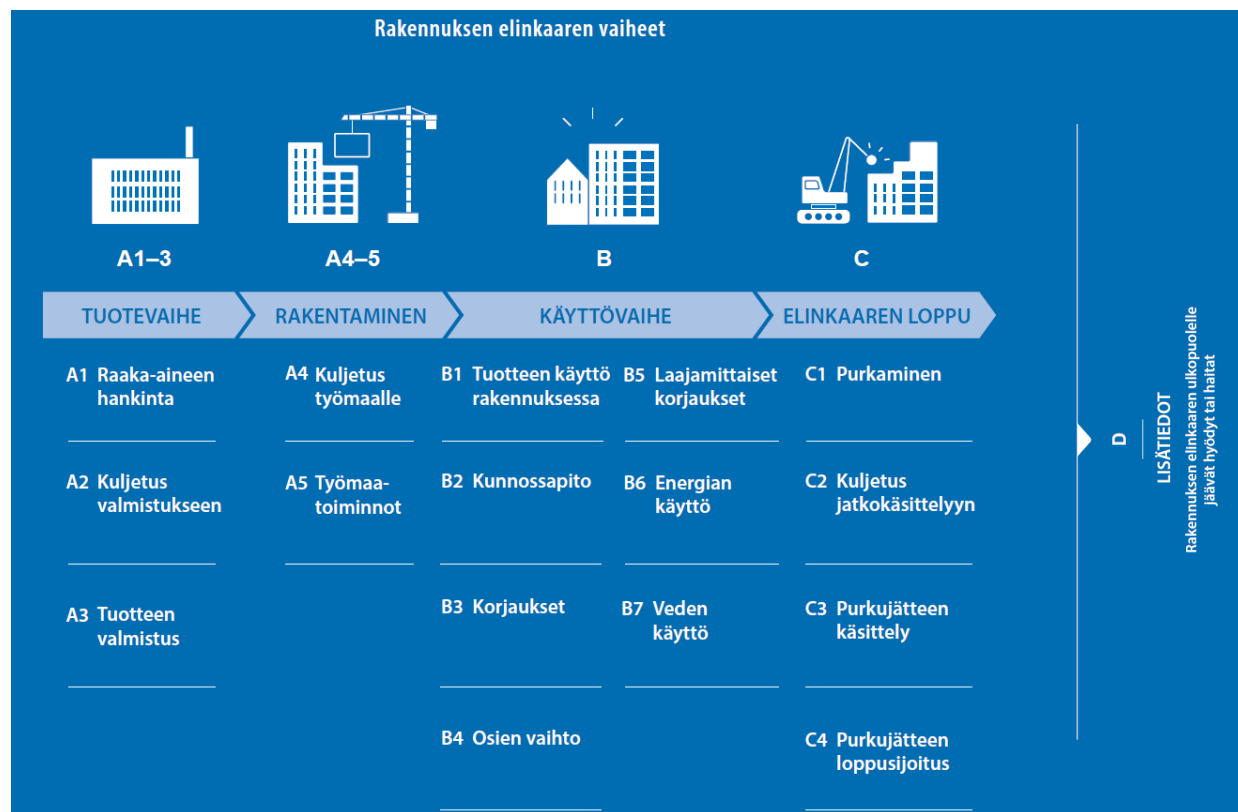 Rakennuksen elinkaaren vaiheet
A1–3
A4–5
B
C
TUOTEVAIHE
RAKENTAMINEN
KÄYTTÖVAIHE
ELINKAAREN LOPPU
A1 Raaka-aineen
hankinta
A2 Kuljetus
valmistukseen
A3 Tuotteen
valmistus
A4 Kuljetus
työmaalle
A5 Työmaa-
toiminnot
B1 Tuotteen käyttö
rakennuksessa
B2 Kunnossapito
B3 Korjaukset
B4 Osien vaihto
B5 Laajamittaiset
korjaukset
B6 Energian
käyttö
B7 Veden
käyttö
C1 Purkaminen
C2 Kuljetus
jatkokäsittelyyn
C3 Purkujätteen
käsittely
C4 Purkujätteen
loppusijoitus
D
LISÄTIEDOT
Rakennuksen elinkaaren ulkopuolelle
jäävät hyödyt tai haitat